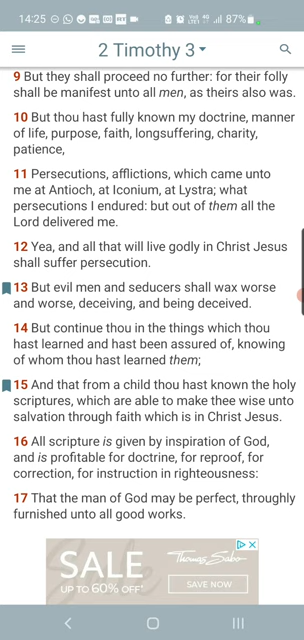 14:25
87%
2 Timothy 3
9 But they shall proceed no further: for their folly
shall be manifest unto all men, as theirs also was.
10 But thou hast fully known my doctrine, manner
of life, purpose, faith, longsuffering, charity,
patience,
11 Persecutions, afflictions, which came unto
me at Antioch, at Iconium, at Lystra; what
persecutions I endured: but out of them all the
Lord delivered me.
12 Yea, and all that will live godly in Christ Jesus
shall suffer persecution.
13 But evil men and seducers shall wax worse
and worse, deceiving, and being deceived.
14 But continue thou in the things which thou
hast learned and hast been assured of, knowing
of whom thou hast learned them;
15 And that from a child thou hast known the holy
scriptures, which are able to make thee wise unto
salvation through faith which is in Christ Jesus.
16 All scripture is given by inspiration of God,
and is profitable for doctrine, for reproof, for
correction, for instruction in righteousness:
17 That the man of God may be perfect, throughly
furnished unto all good works.
SALE
UP TO 60% OFF*
Thomas Sabo
SAVE NOW